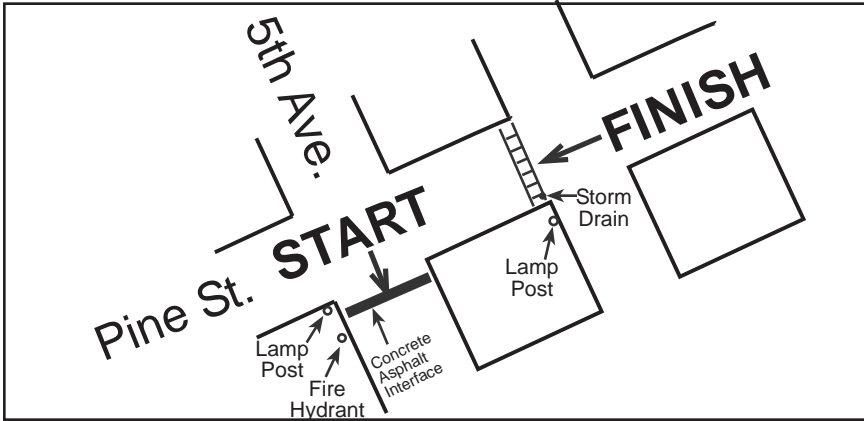 5th Ave.
FINISH
Storm
Drain
START
Lamp
Post
Pine St.
Concrete
Asphalt
Interface
Lamp
Post
Fire
Hydrant